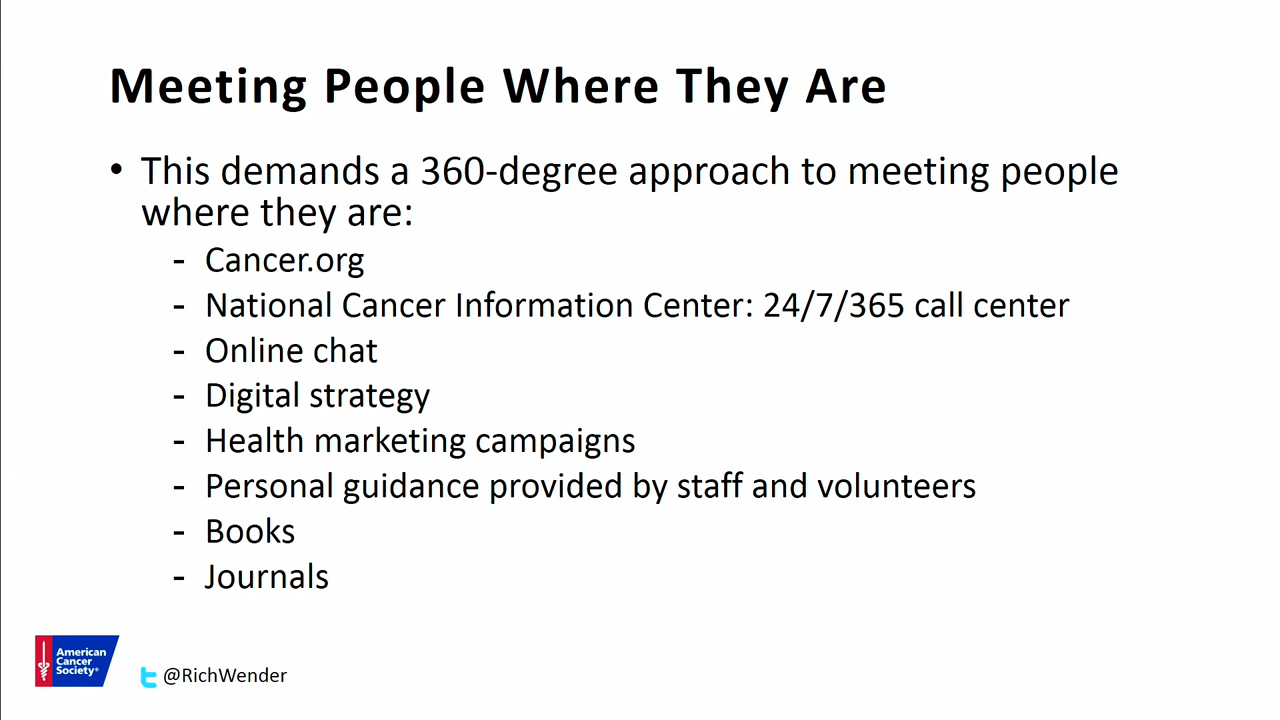 Meeting People Where They Are
• This demands a 360-degree approach to meeting people
where they are:
- Cancer.org
- National Cancer Information Center: 24/7/365 call center
- Online chat
- Digital strategy
- Health marketing campaigns
- Personal guidance provided by staff and volunteers
- Books
- Journals
American
Cancer
Society®
@RichWender